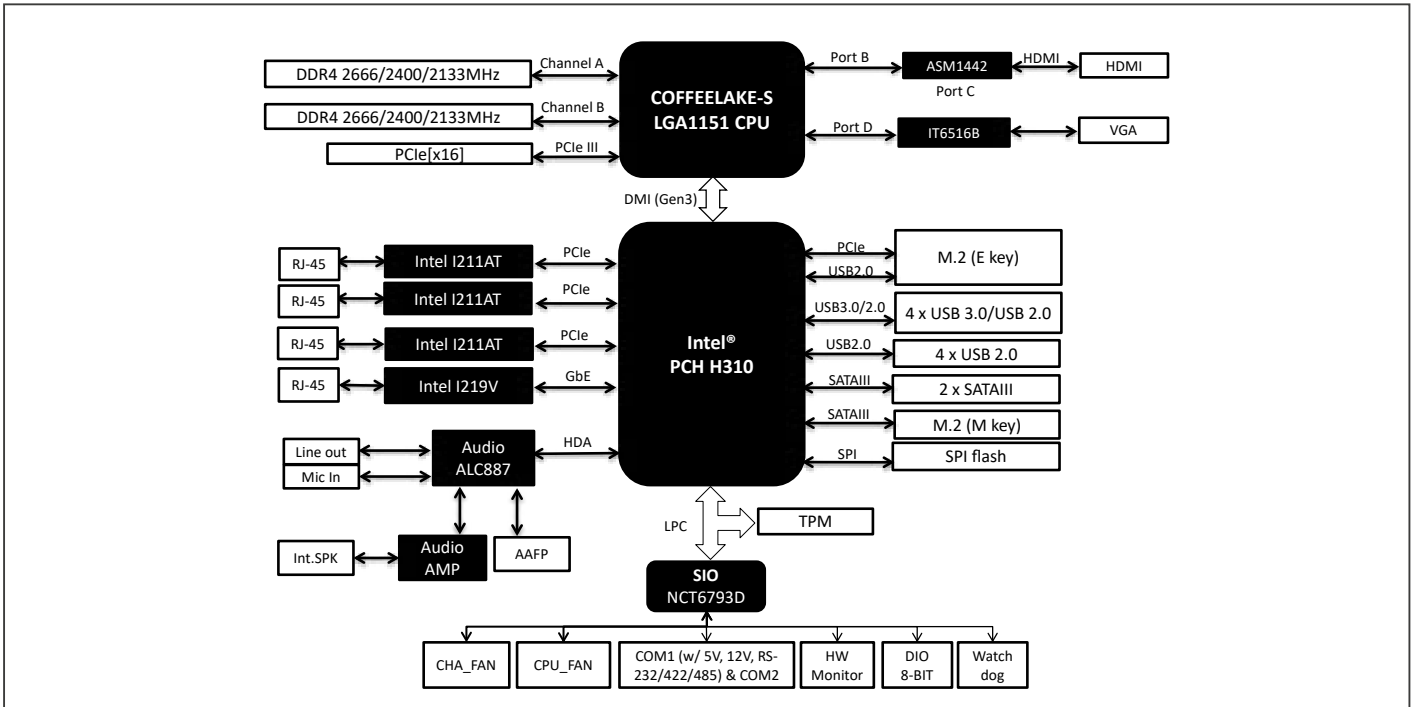 DDR4 2666/2400/2133MHz
Channel A
DDR4 2666/2400/2133MHz
Channel B
PCIe[x16]
PCIe III
COFFEELAKE-S
LGA1151 CPU
Port B
ASM1442
HDMI
HDMI
Port C
Port D
IT6516B
VGA
DMI (Gen3)
RJ-45
Intel I211AT
PCIe
RJ-45
Intel I211AT
PCIe
RJ-45
Intel I211AT
PCIe
RJ-45
Intel I219V
GbE
Line out
Mic In
Audio
ALC887
HDA
Int.SPK
Audio
AMP
AAFP
Intel®
PCH H310
PCIe
USB2.0
M.2 (E key)
USB3.0/2.0
4 x USB 3.0/USB 2.0
USB2.0
4 x USB 2.0
SATAIII
2 x SATAIII
SATAIII
M.2 (M key)
SPI
SPI flash
LPC
TPM
SIO
NCT6793D
CHA_FAN
CPU_FAN
COM1 (w/ 5V, 12V, RS-
232/422/485) & COM2
HW
Monitor
DIO
8-BIT
Watch
dog